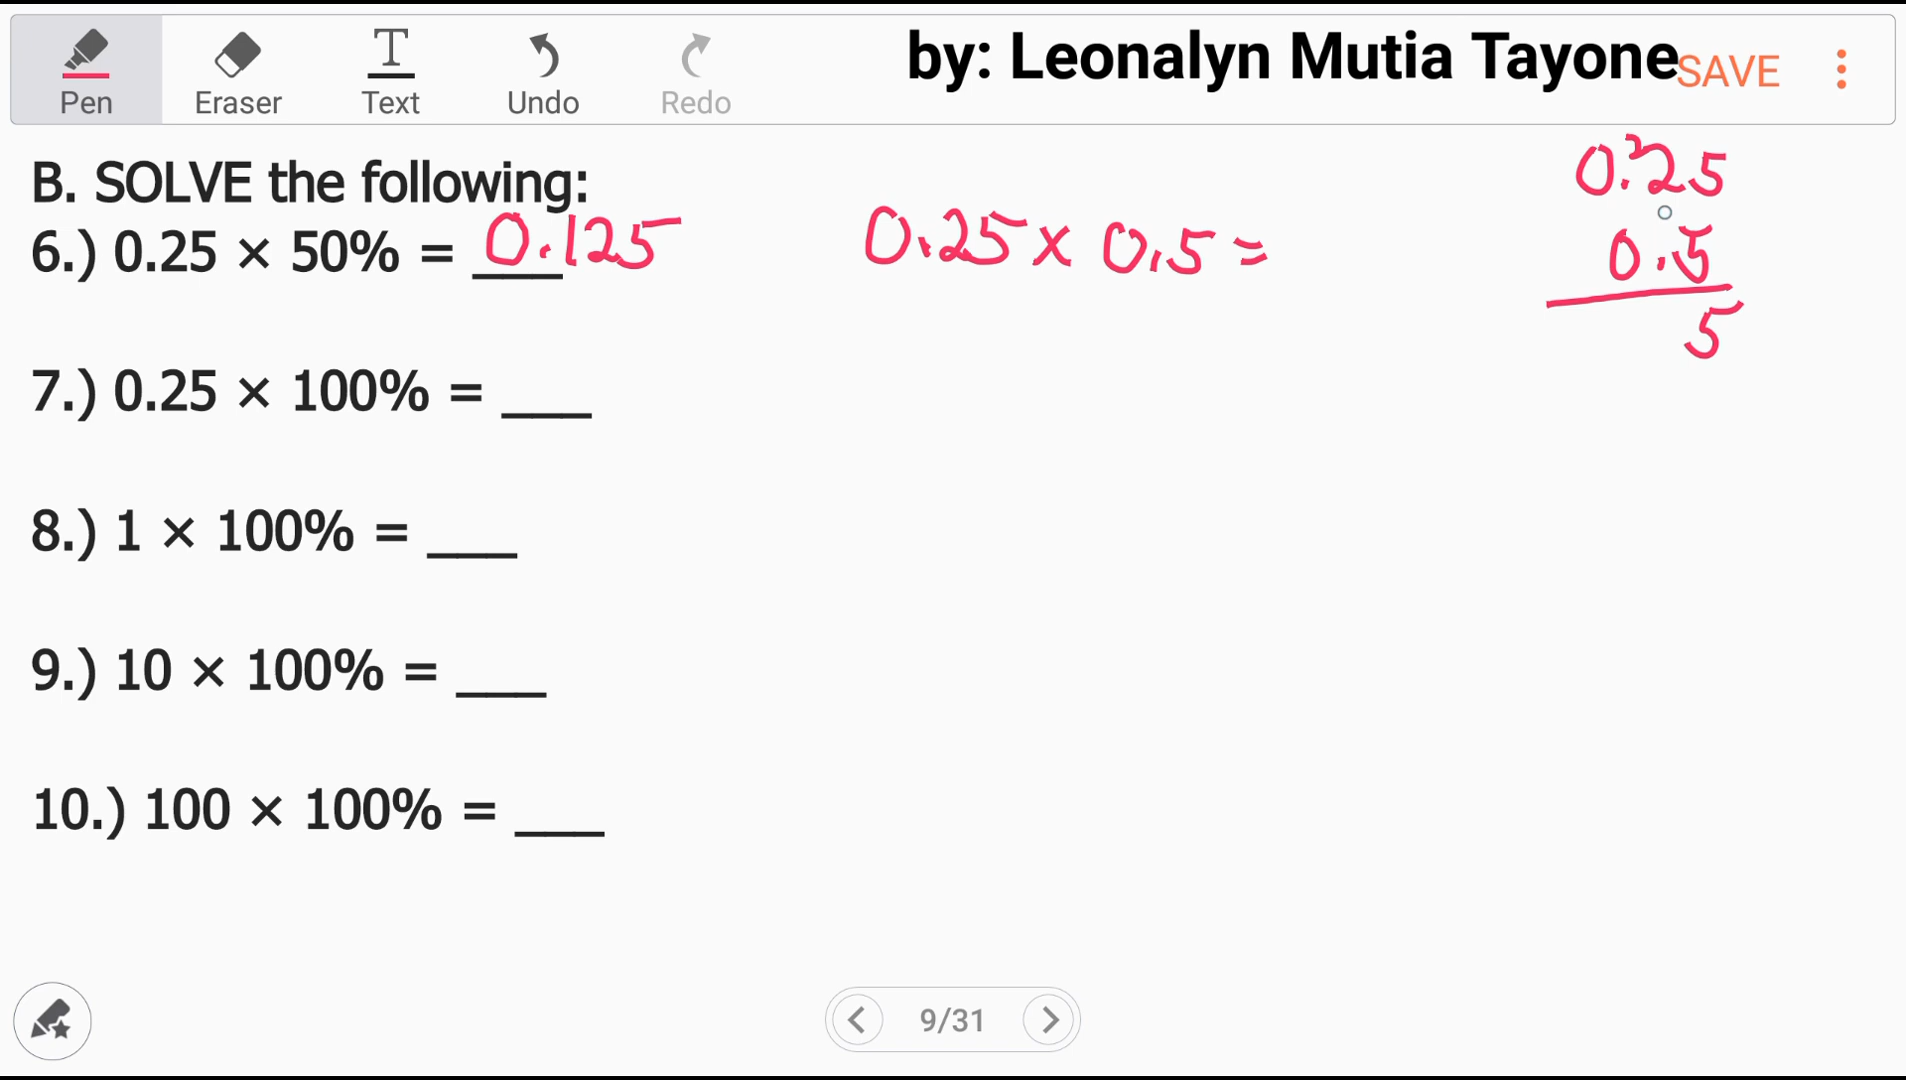 by: Leonalyn Mutia Tayone
SAVE
Pen Eraser Text Undo Redo
B. SOLVE the following:
6.) 0.25 × 50% = 0.125
0.25 x 0.5 =
2
0.25
0.5
5
7.) 0.25 × 100% = ___
8.) 1 × 100% = ___
9.) 10 × 100% = ___
10.) 100 × 100% = ___
9/31